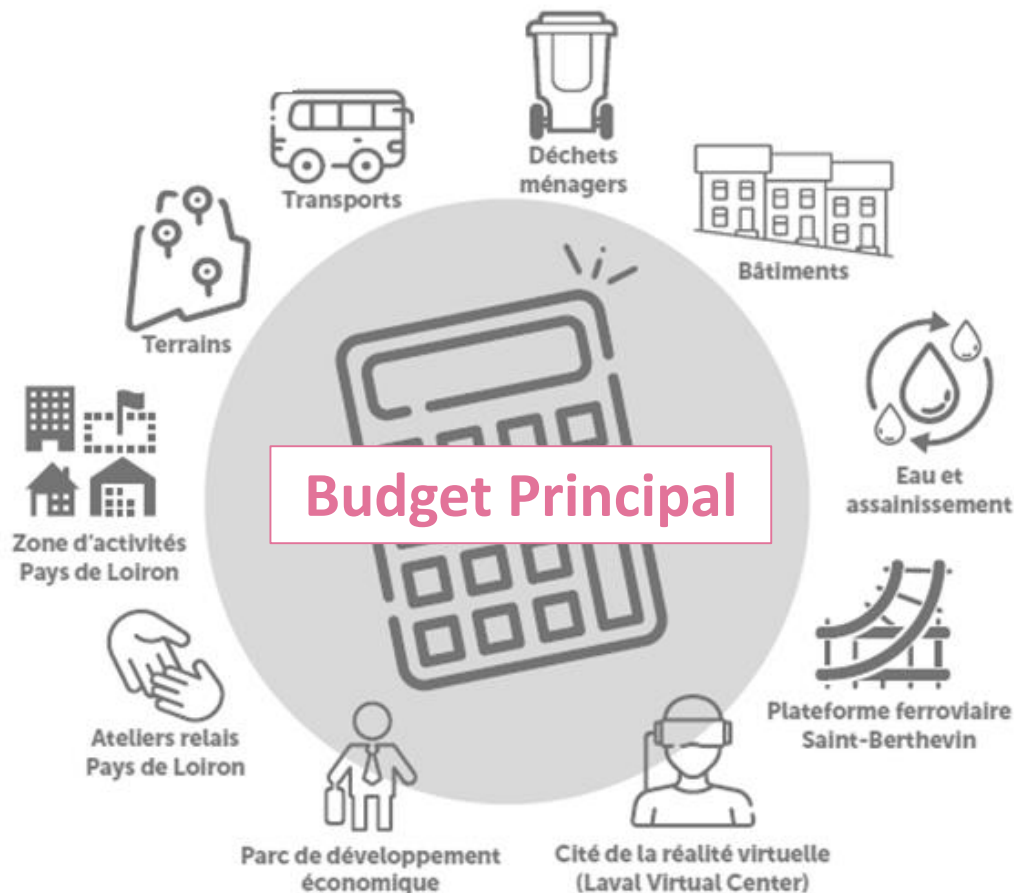 Déchets
ménagers
Transports
Bâtiments
Terrains
Eau et
assainissement
Budget Principal
Zone d'activités
Pays de Loiron
Plateforme ferroviaire
Saint-Berthevin
Ateliers relais
Pays de Loiron
Parc de développement
économique
Cité de la réalité virtuelle
(Laval Virtual Center)